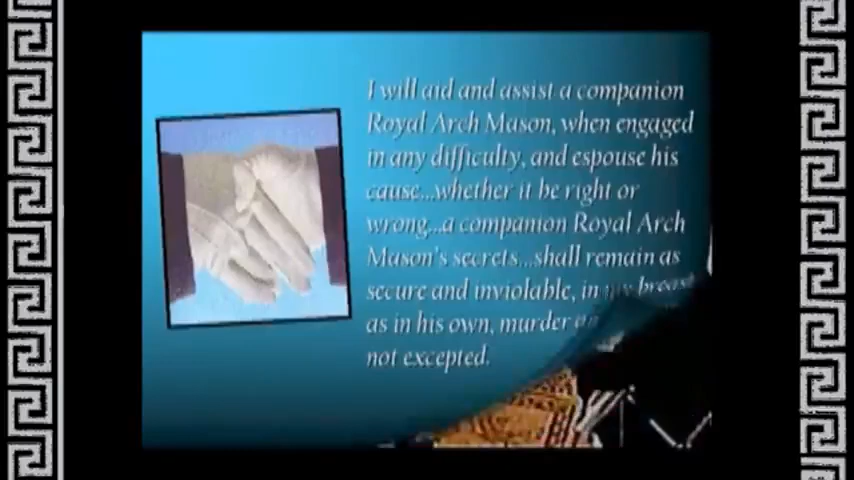 I will aid and assist a companion
Royal Arch Mason, when engaged
in any difficulty, and espouse his
cause...whether it be right or
wrong...a companion Royal Arch
Mason's secrets...shall remain as
secure and inviolable, in my breast
as in his own, murder
not excepted.